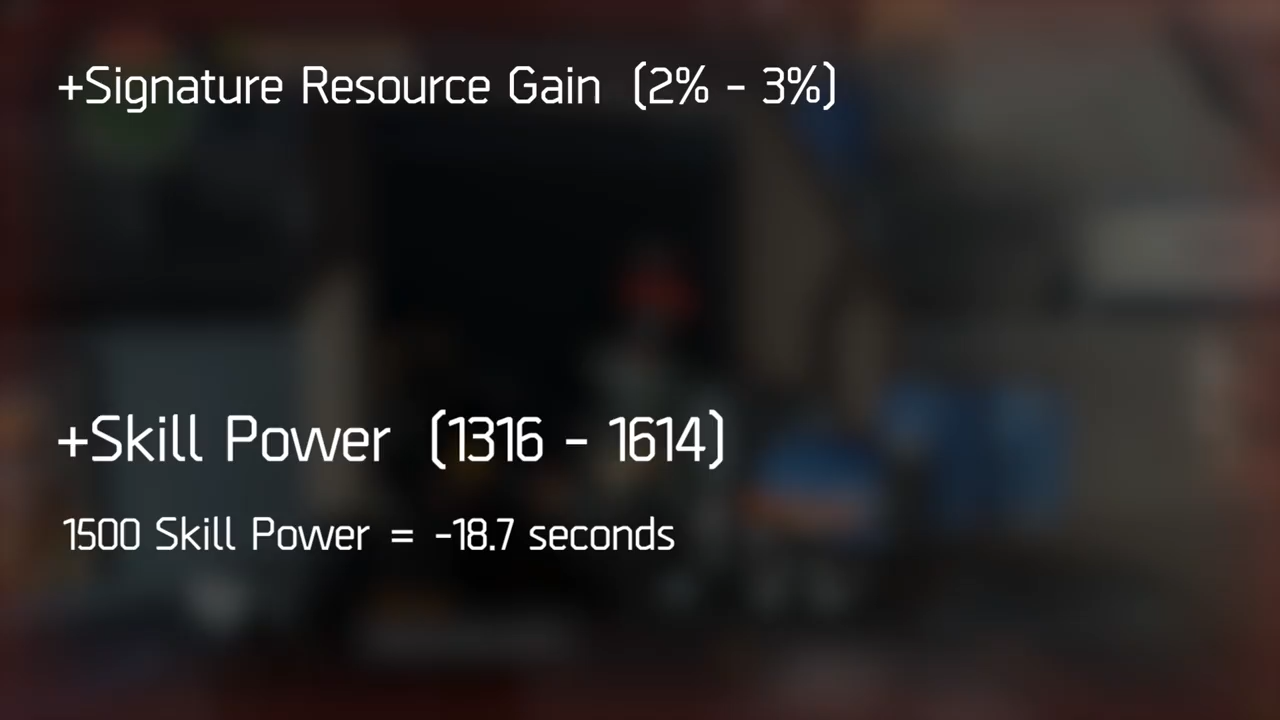 +Signature Resource Gain (2% - 3%)
+Skill Power (1316 - 1614)
1500 Skill Power = -18.7 seconds